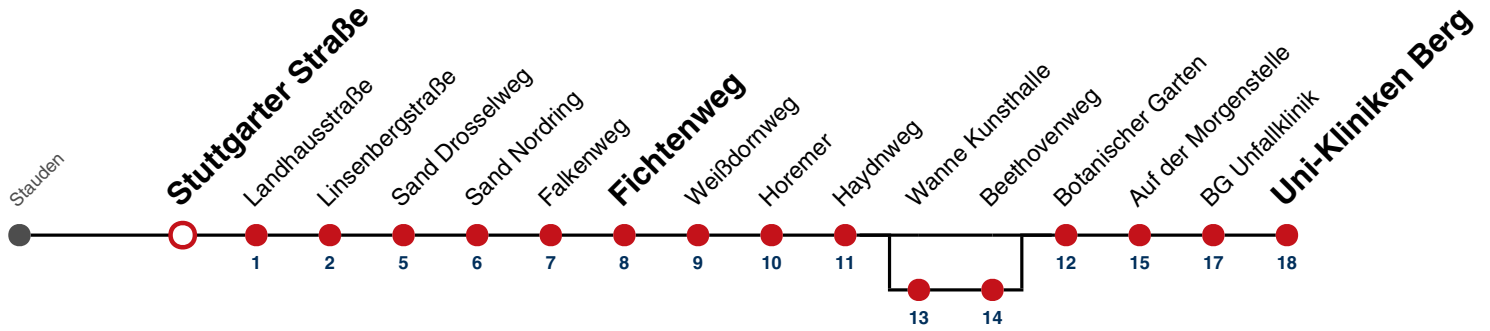 Stauden
Stuttgarter Straße
Landhausstraße
Linsenbergstraße
Sand Drosselweg
Sand Nordring
Falkenweg
Fichtenweg
Weißdornweg
Horemer
Haydnweg
Wanne Kunsthalle
Beethovenweg
Botanischer Garten
Auf der Morgenstelle
BG Unfallklinik
Uni-Kliniken Berg
1 2 5 6 7 8 9 10 11 12 15 17 18
13 14